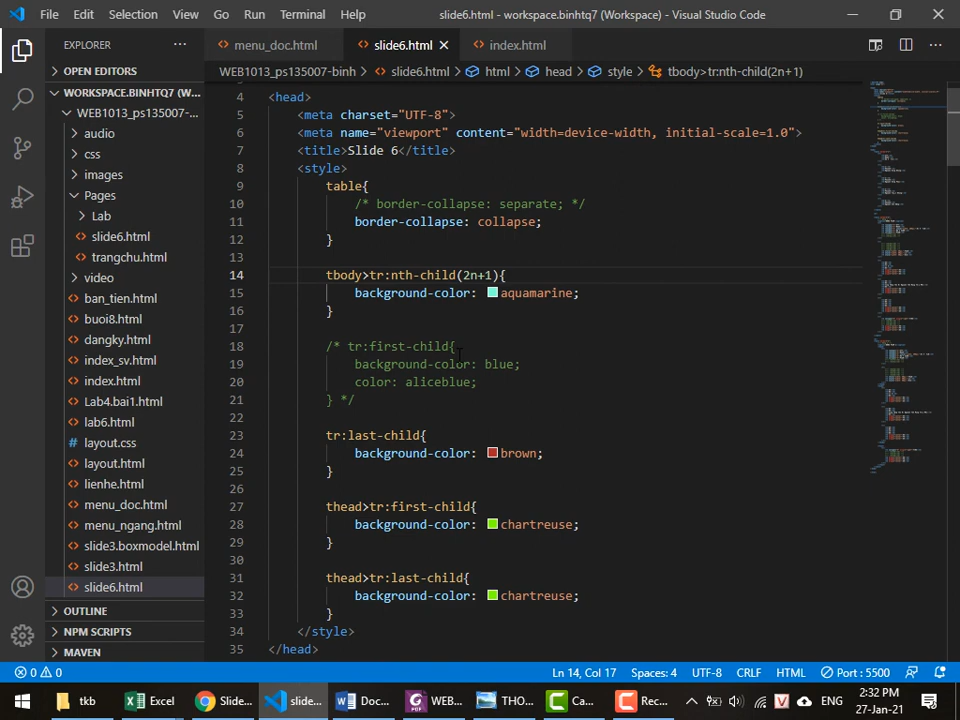 File Edit Selection View Go Run Terminal Help slide6.html - workspace.binhtq7 (Workspace) - Visual Studio Code
EXPLORER
menu_doc.html slide6.html index.html
WEB1013_ps135007-binh > slide6.html > html > head > style > tbody>tr:nth-child(2n+1)
OPEN EDITORS
WORKSPACE.BINHTQ7 (W...
WEB1013_ps135007-...
audio
css
images
Pages
Lab
slide6.html
trangchu.html
video
ban_tien.html
buoi8.html
dangky.html
index_sv.html
index.html
Lab4.bai1.html
lab6.html
layout.css
layout.html
lienhe.html
menu_doc.html
menu_ngang.html
slide3.boxmodel.html
slide3.html
slide6.html
OUTLINE
NPM SCRIPTS
MAVEN
4 <head>
5 <meta charset="UTF-8">
6 <meta name="viewport" content="width=device-width, initial-scale=1.0">
7 <title>Slide 6</title>
8 <style>
9 table{
10 /* border-collapse: separate; */
11 border-collapse: collapse;
12 }
13
14 tbody>tr:nth-child(2n+1){
15 background-color: aquamarine;
16 }
17
18 /* tr:first-child{
19 background-color: blue;
20 color: aliceblue;
21 } */
22
23 tr:last-child{
24 background-color: brown;
25 }
26
27 thead>tr:first-child{
28 background-color: chartreuse;
29 }
30
31 thead>tr:last-child{
32 background-color: chartreuse;
33 }
34 </style>
35 </head>
0 0 Ln 14, Col 17 Spaces: 4 UTF-8 CRLF HTML Port : 5500
tkb Excel Slide... slide... Doc... WEB... THO... Ca... Rec... ENG 2:32 PM
27-Jan-21